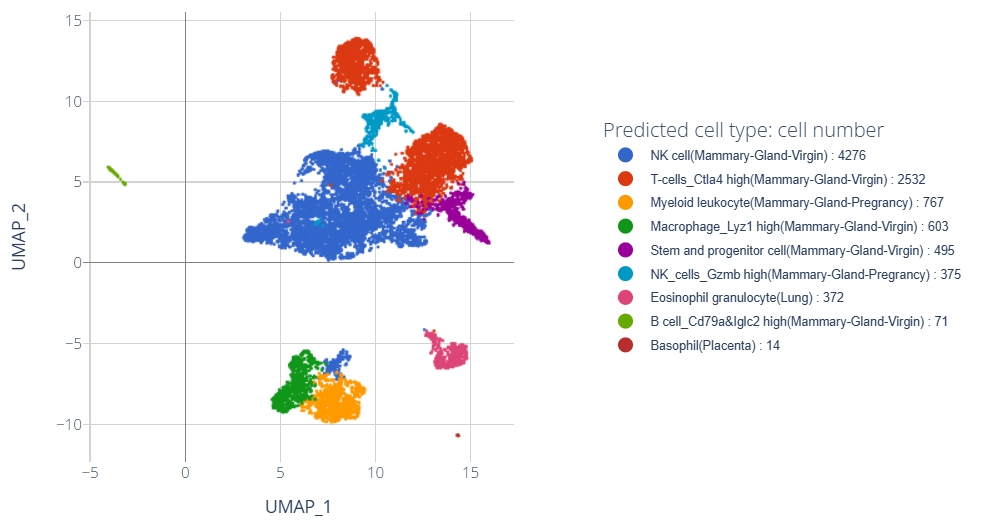 15
10
5
0
−5
−10
−5
0
5
10
15
UMAP_1
UMAP_2
Predicted cell type: cell number
NK cell(Mammary-Gland-Virgin) : 4276
T-cells_Ctla4 high(Mammary-Gland-Virgin) : 2532
Myeloid leukocyte(Mammary-Gland-Pregrancy) : 767
Macrophage_Lyz1 high(Mammary-Gland-Virgin) : 603
Stem and progenitor cell(Mammary-Gland-Virgin) : 495
NK_cells_Gzmb high(Mammary-Gland-Pregrancy) : 375
Eosinophil granulocyte(Lung) : 372
B cell_Cd79a&Iglc2 high(Mammary-Gland-Virgin) : 71
Basophil(Placenta) : 14